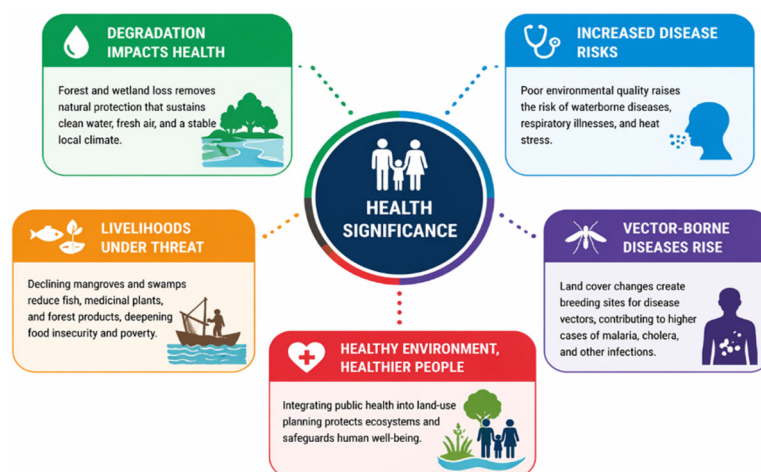 DEGRADATION
IMPACTS HEALTH
Forest and wetland loss removes
natural protection that sustains
clean water, fresh air, and a stable
local climate.
INCREASED DISEASE
RISKS
Poor environmental quality raises
the risk of waterborne diseases,
respiratory illnesses, and heat
stress.
HEALTH
SIGNIFICANCE
LIVELIHOODS
UNDER THREAT
Declining mangroves and swamps
reduce fish, medicinal plants,
and forest products, deepening
food insecurity and poverty.
VECTOR-BORNE
DISEASES RISE
Land cover changes create
breeding sites for disease
vectors, contributing to higher
cases of malaria, cholera,
and other infections.
HEALTHY ENVIRONMENT,
HEALTHIER PEOPLE
Integrating public health into land-use
planning protects ecosystems and
safeguards human well-being.